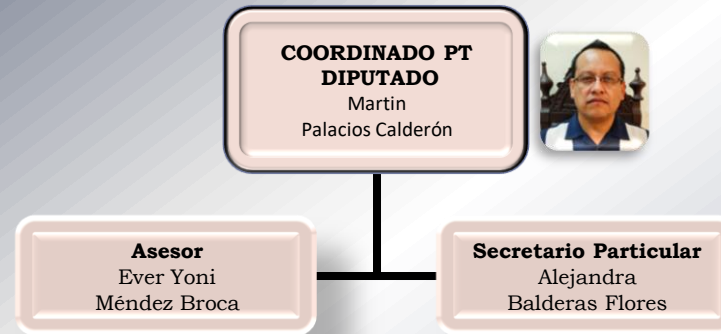 COORDINADO PT
DIPUTADO
Martin
Palacios Calderón
Asesor
Ever Yoni
Méndez Broca
Secretario Particular
Alejandra
Balderas Flores